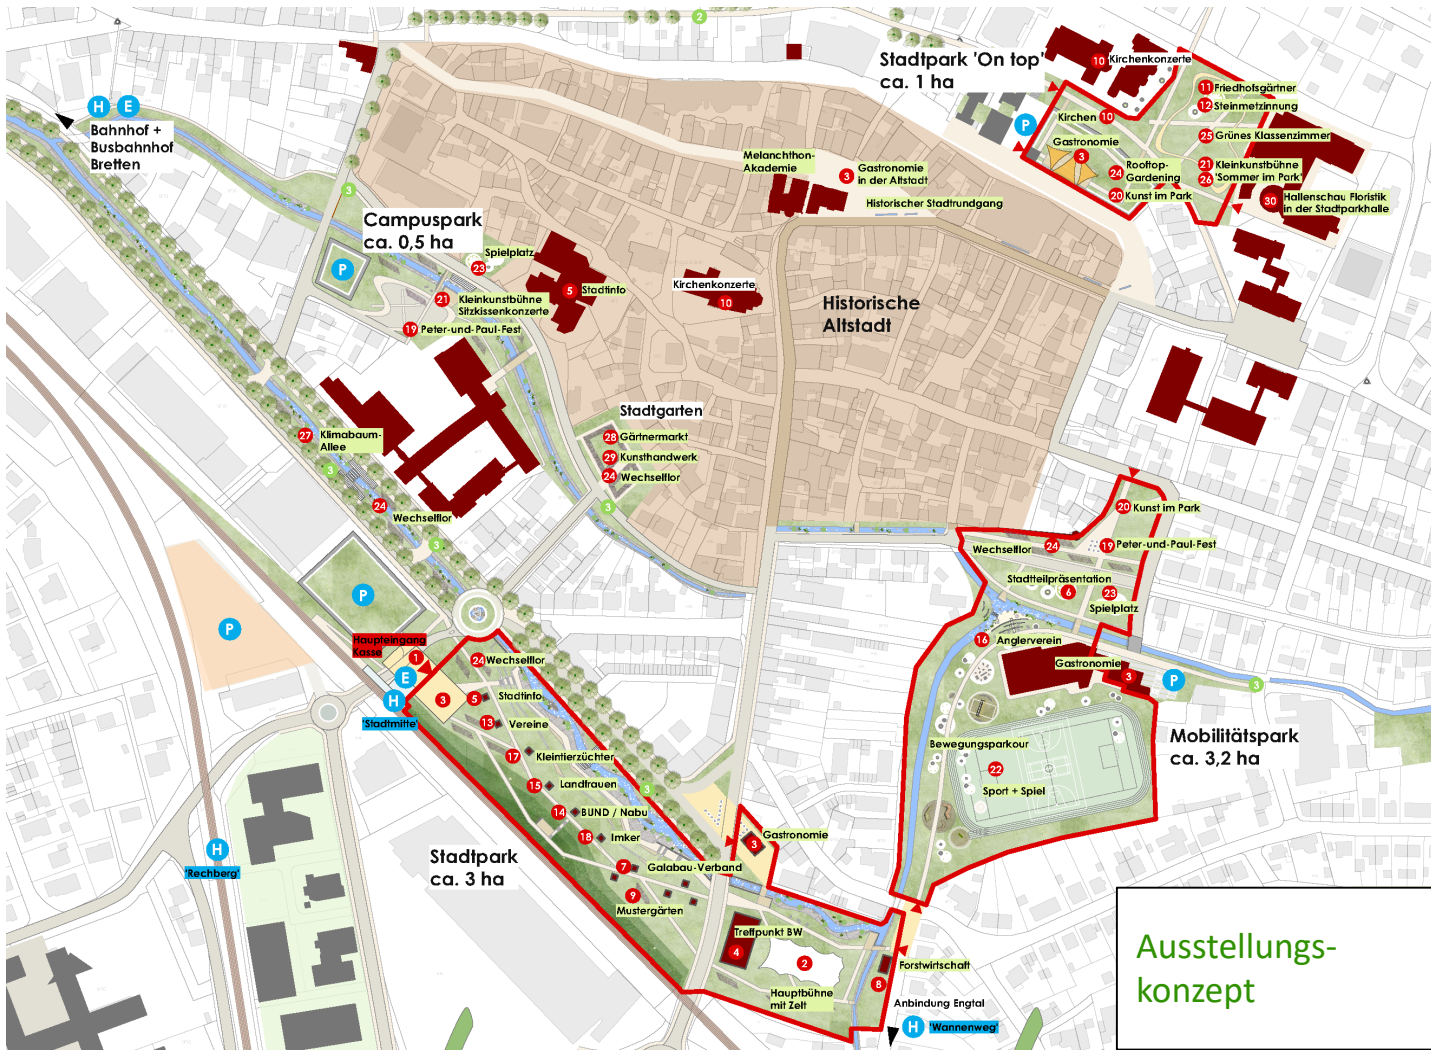 2
Stadtpark 'On top'
ca. 1 ha
10 Kirchenkonzerte
11 Friedhofsgärtner
12 Steinmetzinnung
H E
Bahnhof +
Busbahnhof
Bretten
P
Kirchen 10
25 Grünes Klassenzimmer
Gastronomie
3
Melanchthon-
Akademie
3 Gastronomie
in der Altstadt
24 Rooftop-
Gardening
21 Kleinkunstbühne
26 'Sommer im Park'
20 Kunst im Park
30 Hallenschau Floristik
in der Stadtparkhalle
3
Historischer Stadtrundgang
Campuspark
ca. 0,5 ha
Spielplatz
23
P
5 Stadtinfo
Kirchenkonzerte
10
21 Kleinkunstbühne
Sitzkissenkonzerte
19 Peter-und-Paul-Fest
Historische
Altstadt
Stadtgarten
28 Gärtnermarkt
29 Kunsthandwerk
24 Wechselflor
3
27 Klimabaum-
Allee
3
24
Wechselflor
3
20 Kunst im Park
Wechselflor 24
19 Peter-und-Paul-Fest
Stadtteilpräsentation
6
23
Spielplatz
P
P
16 Anglerverein
Gastronomie
3
P
3
Haupteingang
Kasse
1
E
H
'Stadtmitte'
24 Wechselflor
3
5 Stadtinfo
13 Vereine
17 Kleintierzüchter
15 Landfrauen
14 BUND / Nabu
18 Imker
3
7 Galabau-Verband
9
Mustergärten
Mobilitätspark
ca. 3,2 ha
Bewegungsparkour
22
Sport + Spiel
Stadtpark
ca. 3 ha
H
'Rechberg'
Gastronomie
3
Treffpunkt BW
4
2
Hauptbühne
mit Zelt
Forstwirtschaft
8
Anbindung Engtal
H 'Wannenweg'
Ausstellungs-
konzept